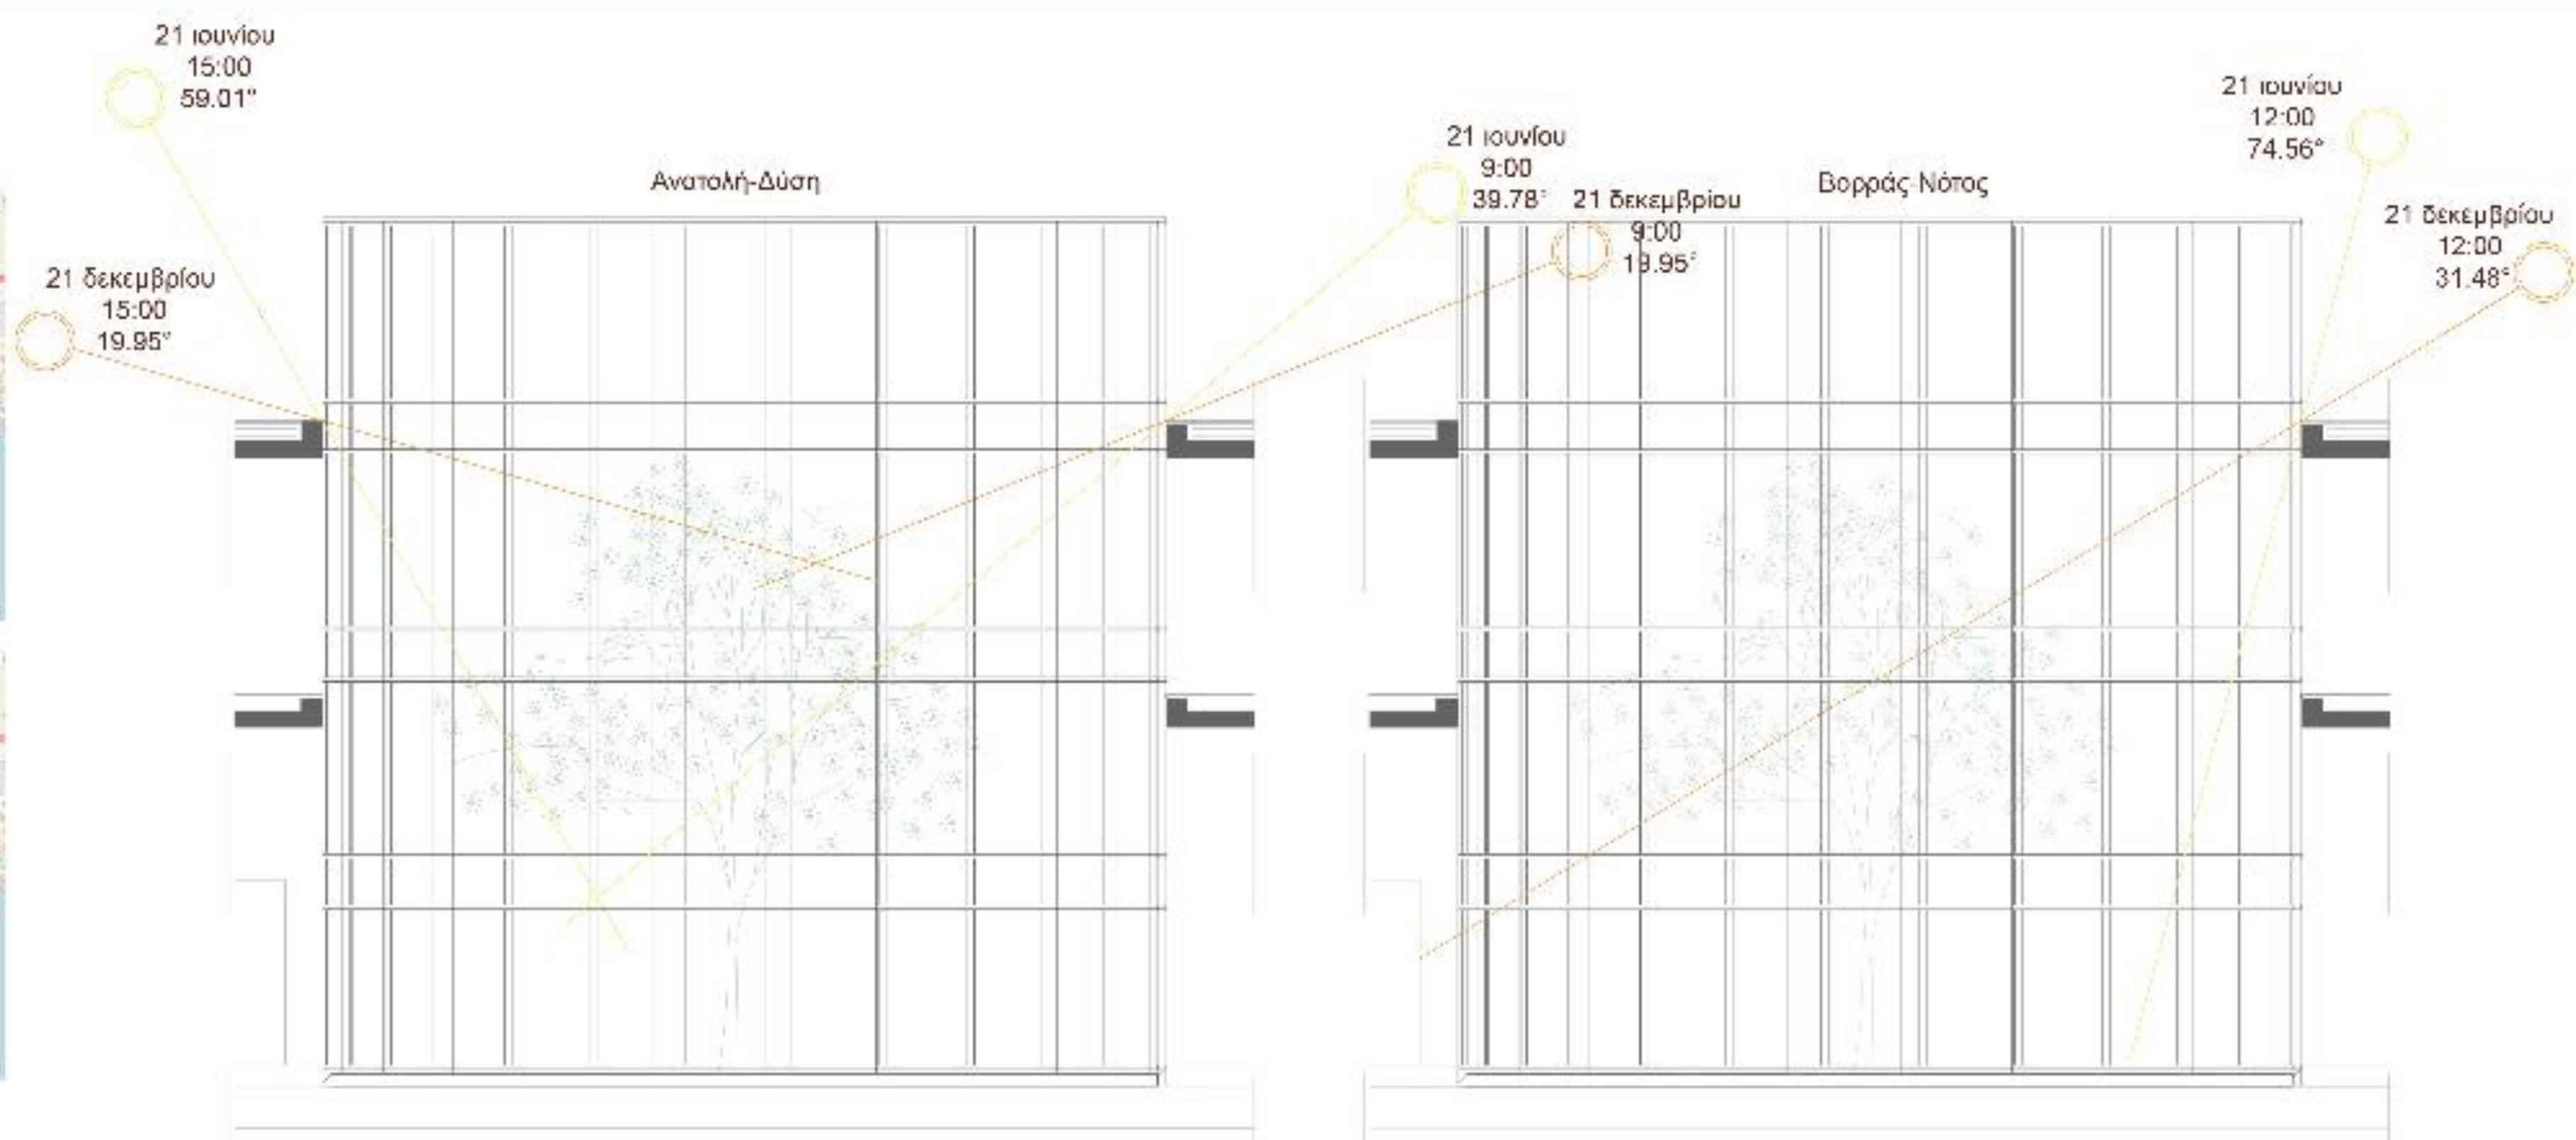 21 ιουνίου
15:00
59.01°
Ανατολή-Δύση
21 δεκεμβρίου
15:00
19.95°
21 ιουνίου
9:00
39.78°
21 δεκεμβρίου
9:00
19.95°
Βορράς-Νότος
21 ιουνίου
12:00
74.56°
21 δεκεμβρίου
12:00
31.48°